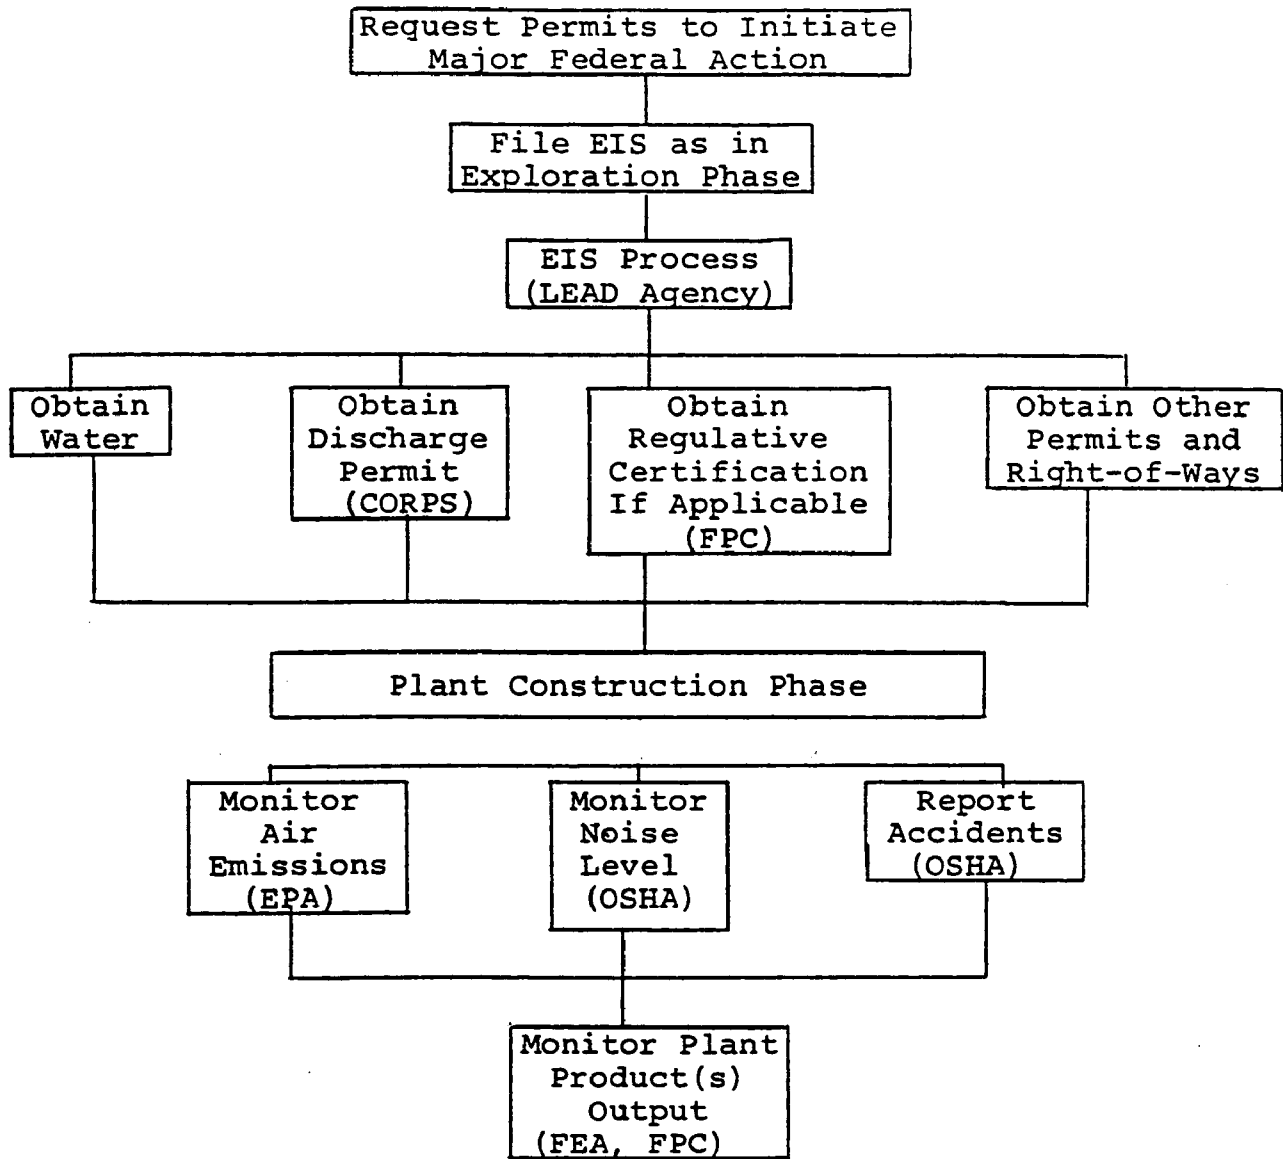 Request Permits to Initiate
Major Federal Action
File EIS as in
Exploration Phase
EIS Process
(LEAD Agency)
Obtain
Water
Obtain
Discharge
Permit
(CORPS)
Obtain
Regulative
Certification
If Applicable
(FPC)
Obtain Other
Permits and
Right-of-Ways
Plant Construction Phase
Monitor
Air
Emissions
(EPA)
Monitor
Noise
Level
(OSHA)
Report
Accidents
(OSHA)
Monitor Plant
Product(s)
Output
(FEA, FPC)